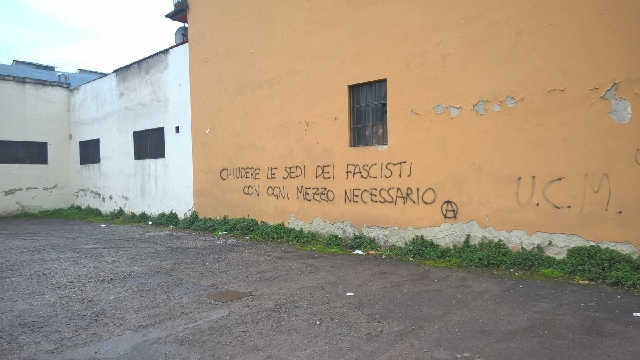 CHIUDERE LE SEDI DEI FASCISTI
CON OGNI MEZZO NECESSARIO Ⓐ
U.C.M.